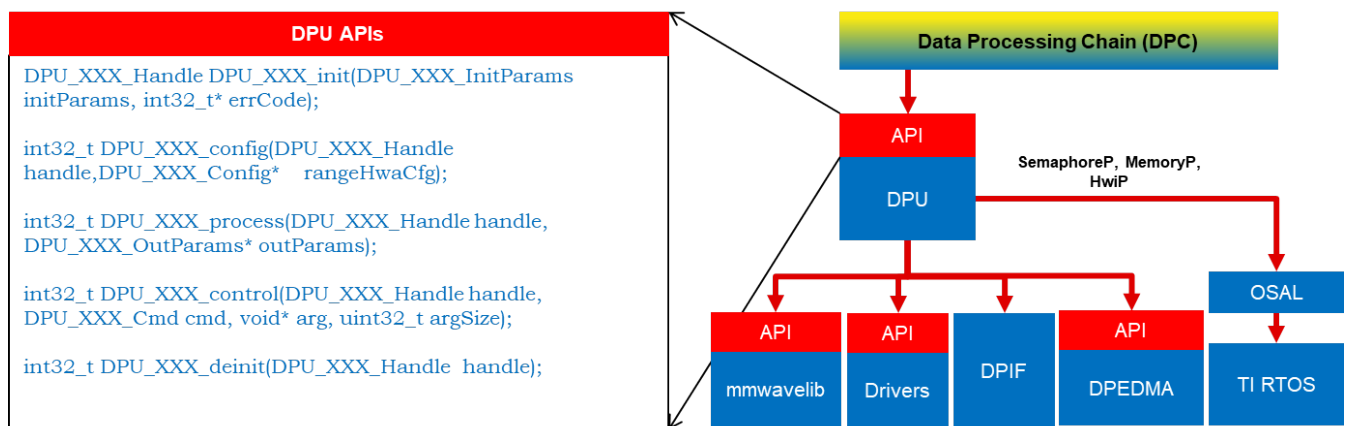 DPU APIs
DPU_XXX_Handle DPU_XXX_init(DPU_XXX_InitParams
initParams, int32_t* errCode);
int32_t DPU_XXX_config(DPU_XXX_Handle
handle,DPU_XXX_Config* rangeHwaCfg);
int32_t DPU_XXX_process(DPU_XXX_Handle handle,
DPU_XXX_OutParams* outParams);
int32_t DPU_XXX_control(DPU_XXX_Handle handle,
DPU_XXX_Cmd cmd, void* arg, uint32_t argSize);
int32_t DPU_XXX_deinit(DPU_XXX_Handle handle);
Data Processing Chain (DPC)
API
DPU
SemaphoreP, MemoryP,
HwiP
OSAL
TI RTOS
API
mmwavelib
API
Drivers
DPIF
API
DPEDMA